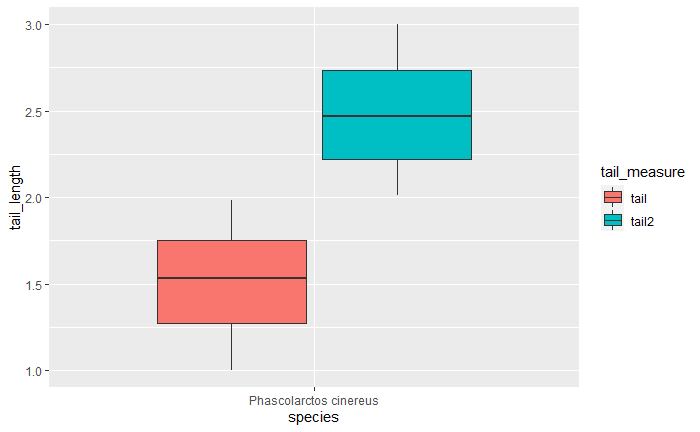 tail_length
3.0
2.5
2.0
1.5
1.0
Phascolarctos cinereus
species
tail_measure
tail
tail2